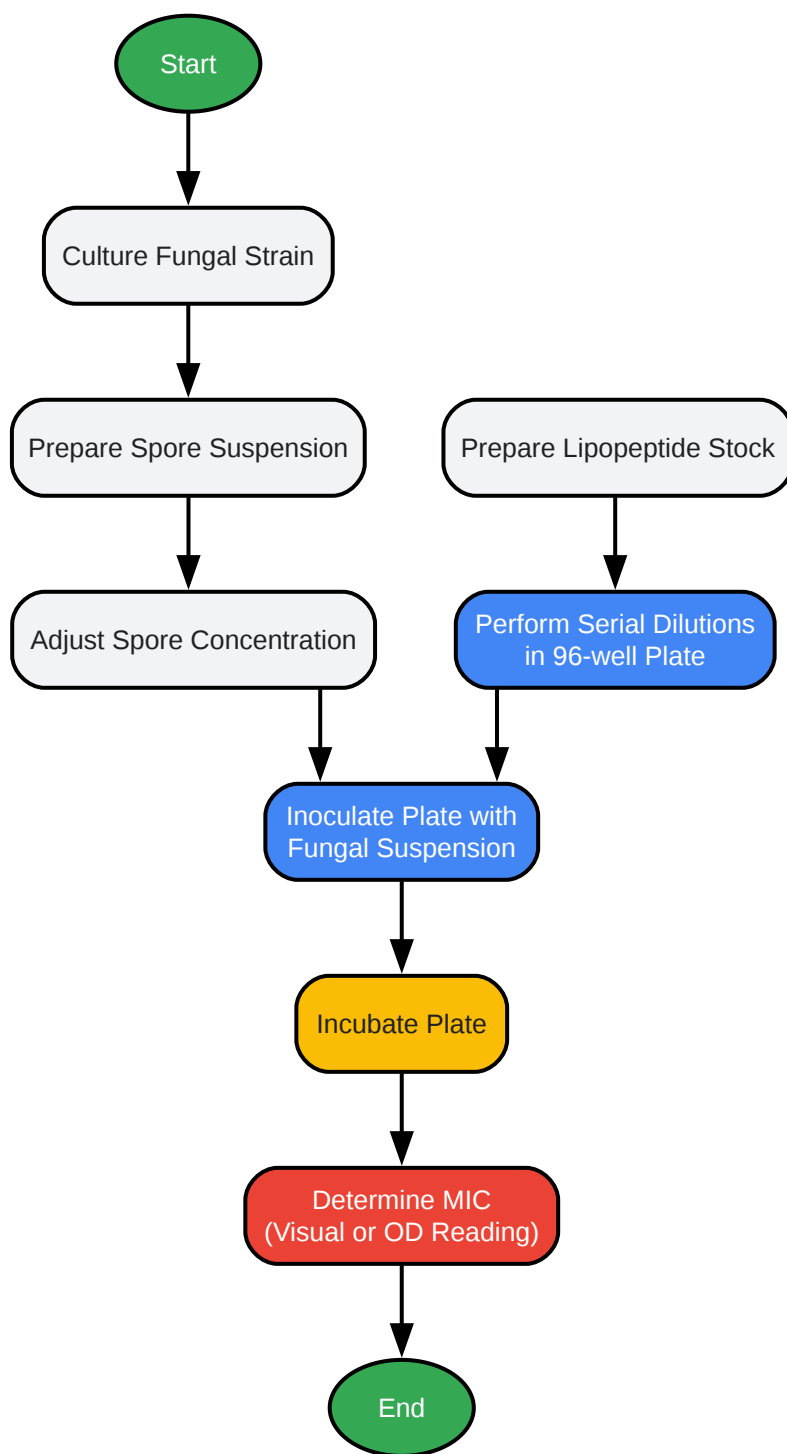 Start
Culture Fungal Strain
Prepare Spore Suspension
Prepare Lipopeptide Stock
Adjust Spore Concentration
Perform Serial Dilutions
in 96-well Plate
Inoculate Plate with
Fungal Suspension
Incubate Plate
Determine MIC
(Visual or OD Reading)
End